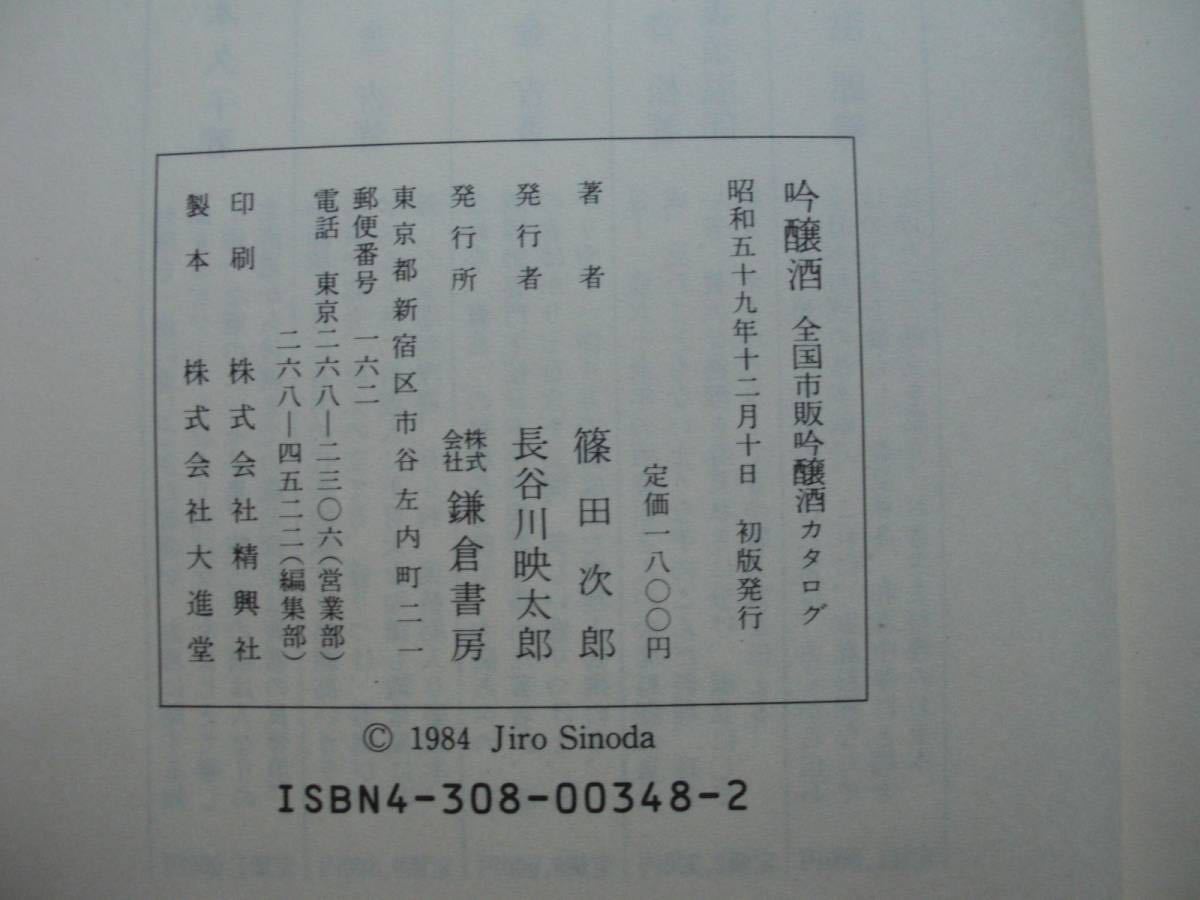 吟醸酒 全国市販吟醸酒カタログ
昭和五十九年十二月十日 初版発行
定価一八〇〇円
著者 篠田次郎
発行者 長谷川映太郎
発行所 株式会社 鎌倉書房
東京都新宿区市谷左内町二一
郵便番号 一六二
電話 東京二六八—二三〇六(営業部)
二六八—四五二二(編集部)
印刷 株式会社精興社
製本 株式会社大進堂
© 1984 Jiro Sinoda
ISBN4-308-00348-2